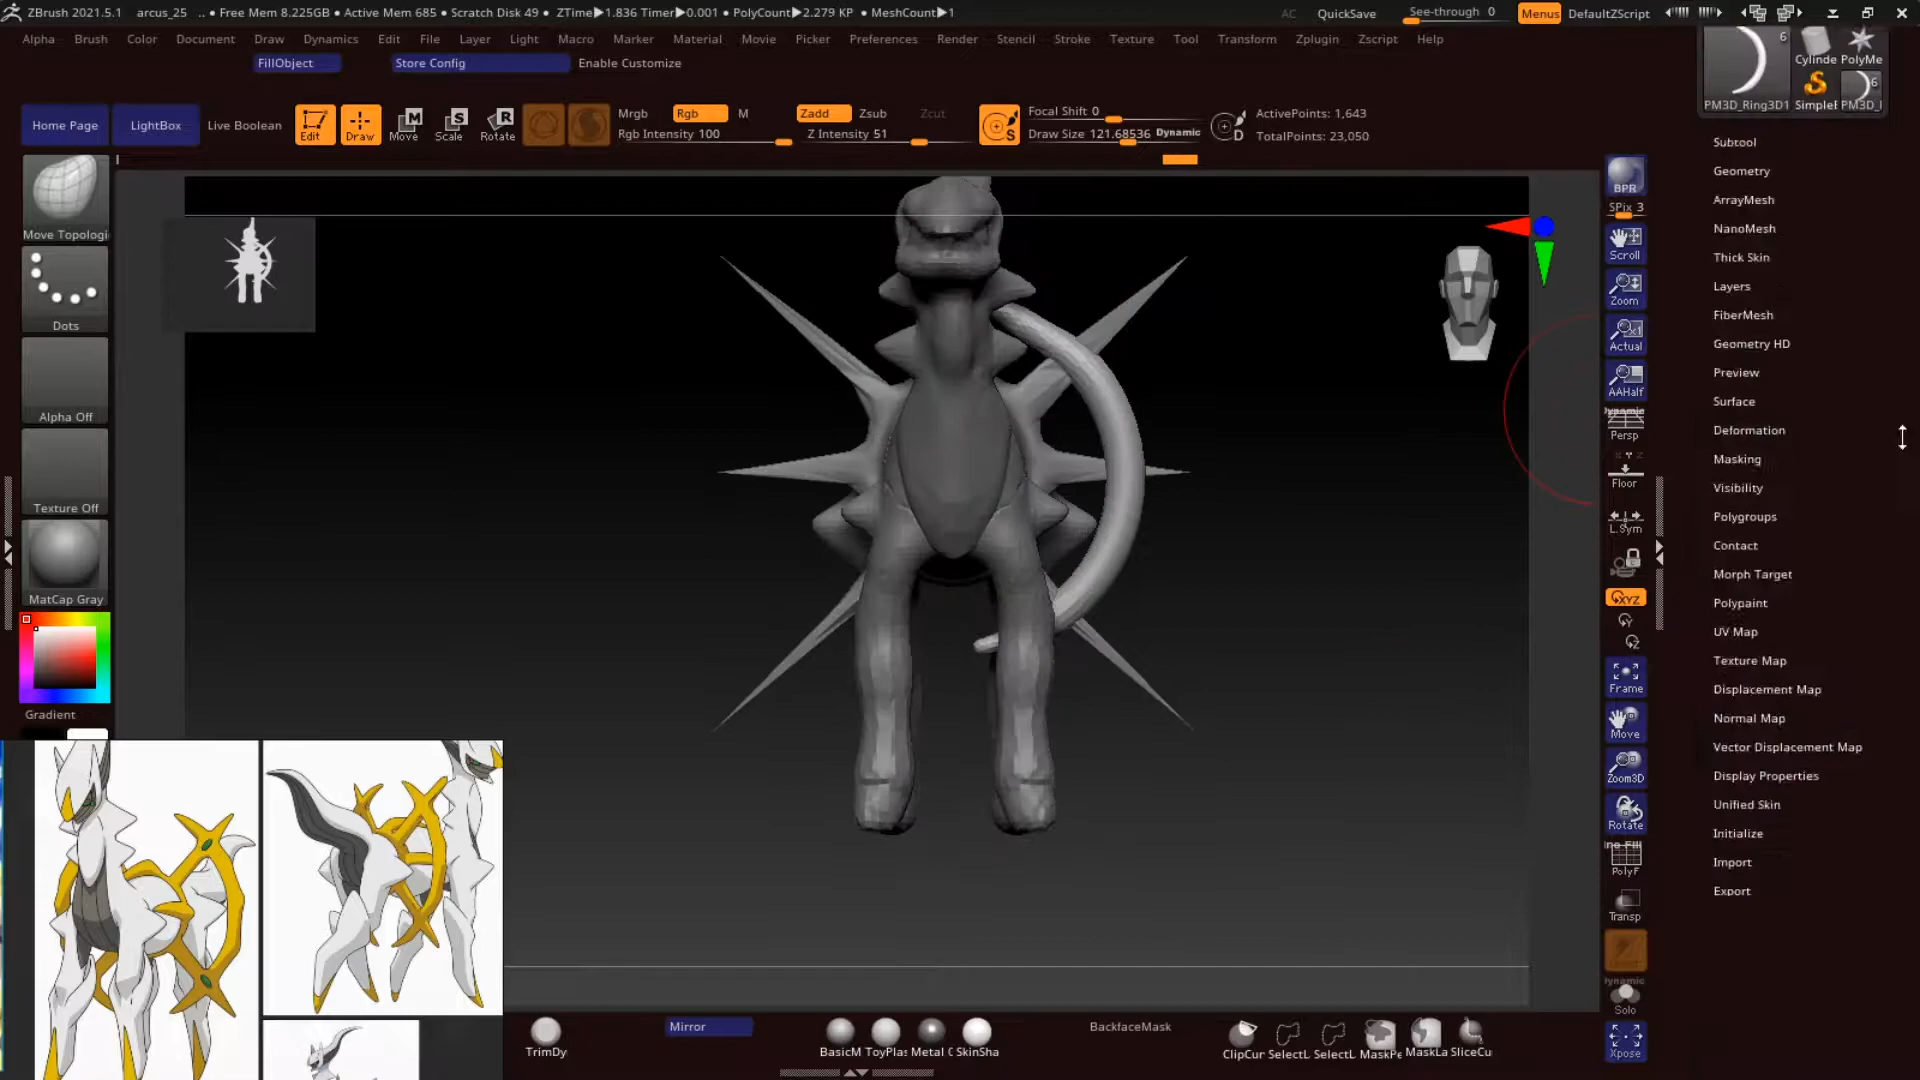 ZBrush 2021.5.1 arcus_25 .. ● Free Mem 8.225GB ● Active Mem 685 ● Scratch Disk 49 ● ZTime▶1.836 Timer▶0.001 ● PolyCount▶2.279 KP ● MeshCount▶1 AC QuickSave See-through 0 Menus DefaultZScript
Alpha Brush Color Document Draw Dynamics Edit File Layer Light Macro Marker Material Movie Picker Preferences Render Stencil Stroke Texture Tool Transform Zplugin Zscript Help
FillObject Store Config Enable Customize
Home Page LightBox Live Boolean Edit Draw Move Scale Rotate
Mrgb Rgb M Zadd Zsub Zcut Focal Shift 0 ActivePoints: 1,643
Rgb Intensity 100 Z Intensity 51 Draw Size 121.68536 Dynamic TotalPoints: 23,050
6
Cylinde PolyMe
6
PM3D_Ring3D1 Simplel PM3D_I
Move Topologi
Dots
Alpha Off
Texture Off
MatCap Gray
Gradient
BPR
SPix 3
Scroll
Zoom
Actual
AAHalf
Dynamic
Persp
Floor
L.Sym
XYZ
Frame
Move
Zoom3D
Rotate
PolyF
Transp
Dynamic
Solo
Xpose
Subtool
Geometry
ArrayMesh
NanoMesh
Thick Skin
Layers
FiberMesh
Geometry HD
Preview
Surface
Deformation
Masking
Visibility
Polygroups
Contact
Morph Target
Polypaint
UV Map
Texture Map
Displacement Map
Normal Map
Vector Displacement Map
Display Properties
Unified Skin
Initialize
Import
Export
TrimDy Mirror BasicM ToyPlas Metal C SkinSha BackfaceMask ClipCur SelectL SelectL MaskPe MaskLa SliceCu